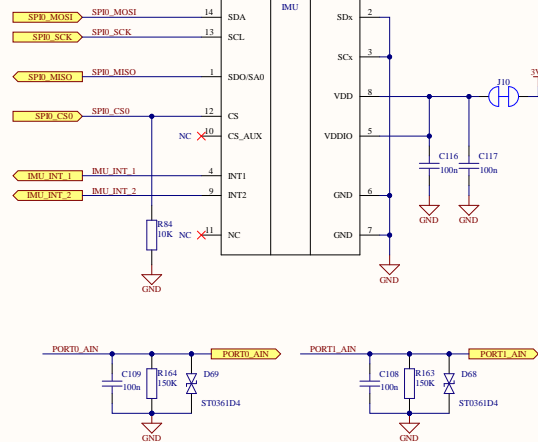 IMU
SPI0_MOSI SPI0_MOSI 14 SDA SDx 2
SPI0_SCK SPI0_SCK 13 SCL
SCx 3
SPI0_MISO SPI0_MISO 1 SDO/SA0
VDD 8 J10 3V
SPI0_CS0 SPI0_CS0 12 CS
NC 10 CS_AUX VDDIO 5
C116 C117
100n 100n
IMU_INT_1 IMU_INT_1 4 INT1
IMU_INT_2 IMU_INT_2 9 INT2 GND 6
GND GND
R84
10K
NC 11 NC GND 7
GND GND
PORT0_AIN PORT0_AIN PORT1_AIN PORT1_AIN
C109 R164 D69 C108 R163 D68
100n 150K 100n 150K
ST0361D4 ST0361D4
GND GND